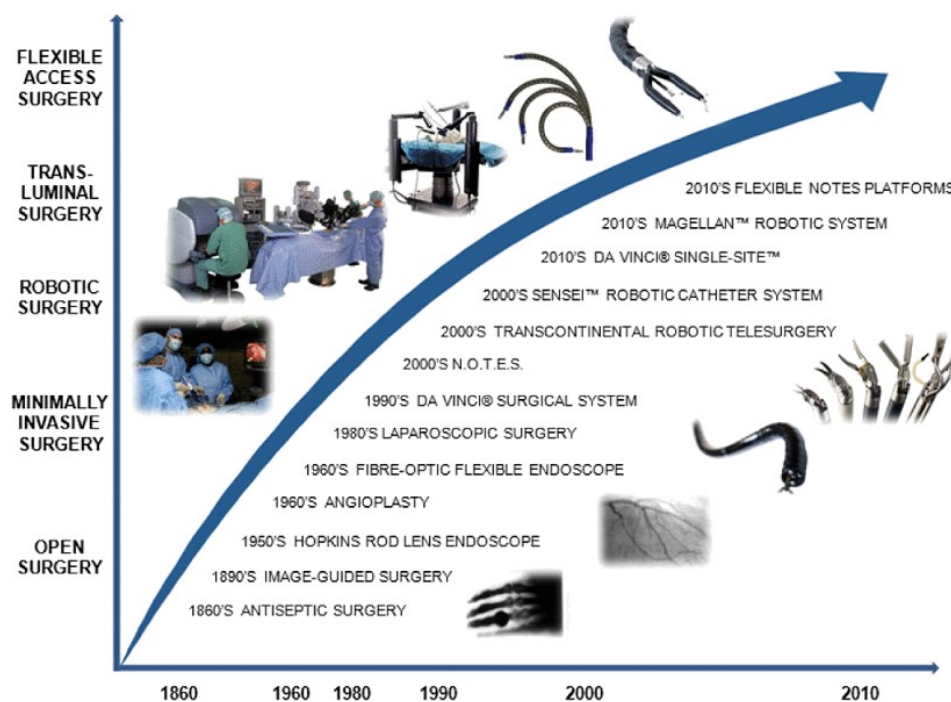 FLEXIBLE
ACCESS
SURGERY
TRANS-
LUMINAL
SURGERY
ROBOTIC
SURGERY
MINIMALLY
INVASIVE
SURGERY
OPEN
SURGERY
2010'S FLEXIBLE NOTES PLATFORMS
2010'S MAGELLAN™ ROBOTIC SYSTEM
2010'S DA VINCI® SINGLE-SITE™
2000'S SENSEI™ ROBOTIC CATHETER SYSTEM
2000'S TRANSCONTINENTAL ROBOTIC TELESURGERY
2000'S N.O.T.E.S.
1990'S DA VINCI® SURGICAL SYSTEM
1980'S LAPAROSCOPIC SURGERY
1960'S FIBRE-OPTIC FLEXIBLE ENDOSCOPE
1960'S ANGIOPLASTY
1950'S HOPKINS ROD LENS ENDOSCOPE
1890'S IMAGE-GUIDED SURGERY
1860'S ANTISEPTIC SURGERY
1860 1960 1980 1990 2000 2010